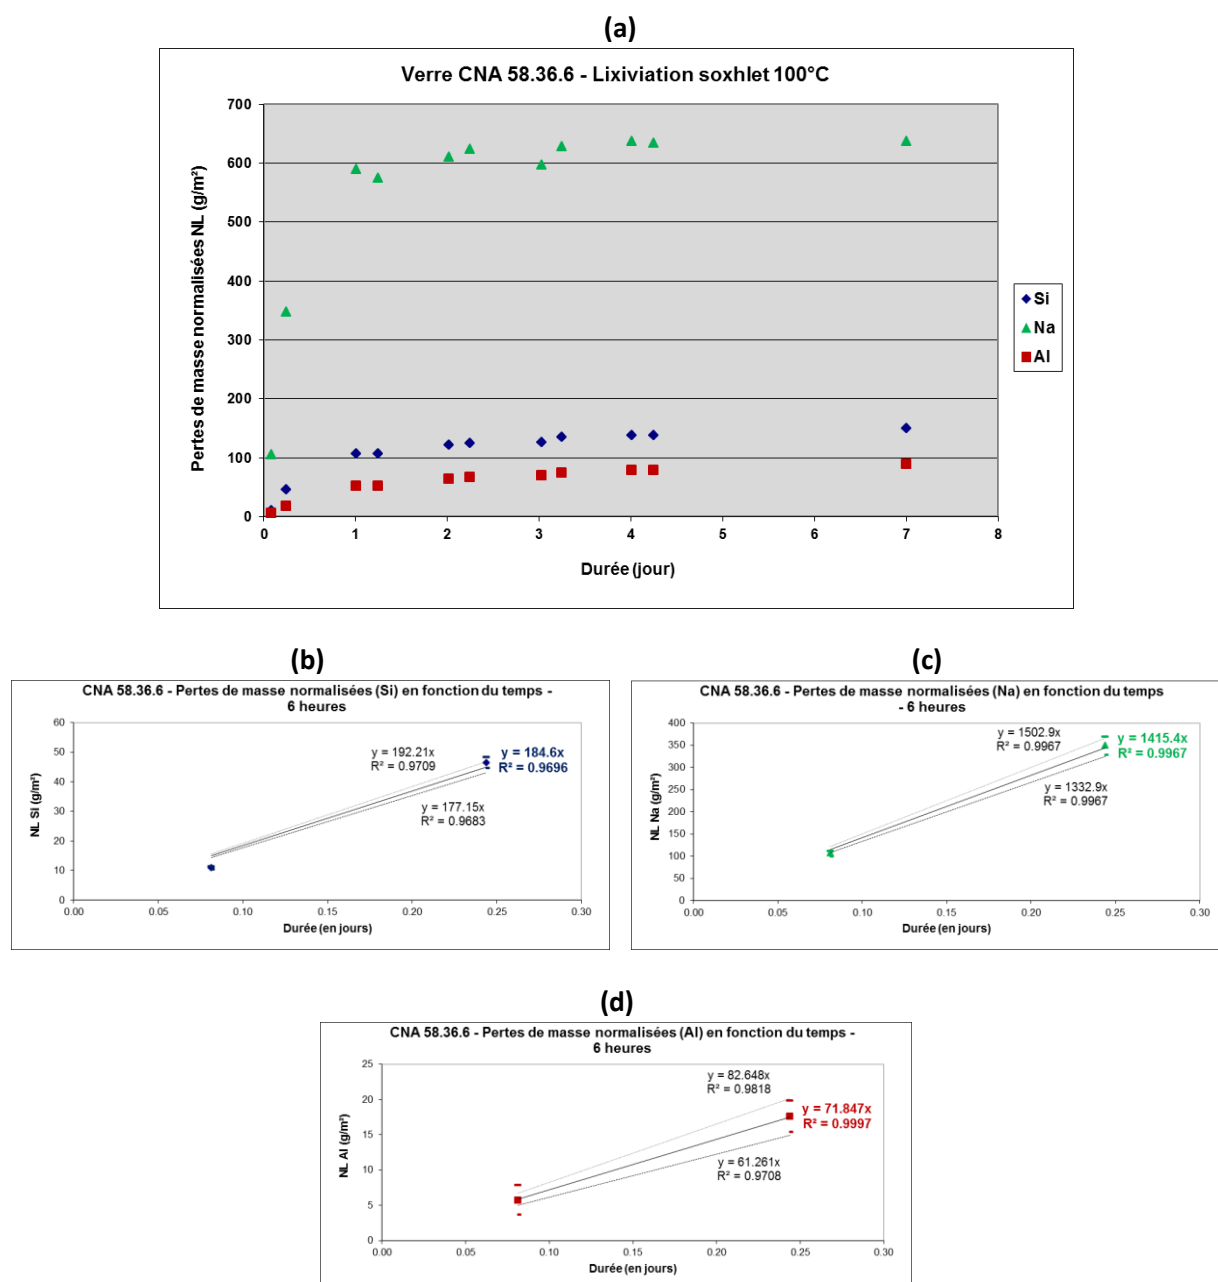 (a)
Verre CNA 58.36.6 - Lixiviation soxhlet 100°C
Pertes de masse normalisées NL (g/m²)
700
600
500
400
300
200
100
0
0 1 2 3 4 5 6 7 8
Durée (jour)
Si
Na
Al
(b)
CNA 58.36.6 - Pertes de masse normalisées (Si) en fonction du temps -
6 heures
NL Si (g/m²)
60
50
40
30
20
10
0
y = 192.21x
R² = 0.9709
y = 184.6x
R² = 0.9696
y = 177.15x
R² = 0.9683
0.00 0.05 0.10 0.15 0.20 0.25 0.30
Durée (en jours)
(c)
CNA 58.36.6 - Pertes de masse normalisées (Na) en fonction du temps
- 6 heures
NL Na (g/m²)
400
350
300
250
200
150
100
50
0
y = 1502.9x
R² = 0.9967
y = 1415.4x
R² = 0.9967
y = 1332.9x
R² = 0.9967
0.00 0.05 0.10 0.15 0.20 0.25 0.30
Durée (en jours)
(d)
CNA 58.36.6 - Pertes de masse normalisées (Al) en fonction du temps -
6 heures
NL Al (g/m²)
25
20
15
10
5
0
y = 82.648x
R² = 0.9818
y = 71.847x
R² = 0.9997
y = 61.261x
R² = 0.9708
0.00 0.05 0.10 0.15 0.20 0.25 0.30
Durée (en jours)